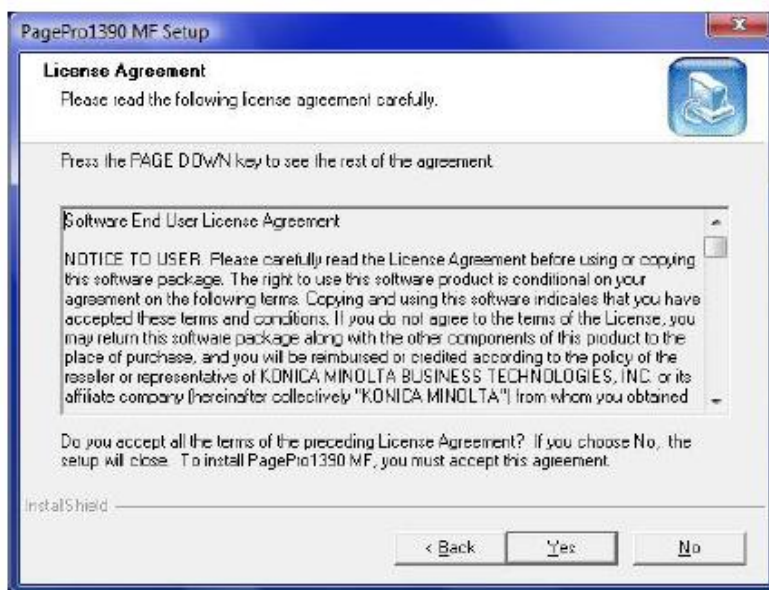 PagePro1390 MF Setup
License Agreement
Please read the following license agreement carefully.
Press the PAGE DOWN key to see the rest of the agreement.
Software End User License Agreement
NOTICE TO USER. Please carefully read the License Agreement before using or copying
this software package. The right to use this software product is conditional on your
agreement on the following terms. Copying and using this software indicates that you have
accepted these terms and conditions. If you do not agree to the terms of the License, you
may return this software package along with the other components of this product to the
place of purchase, and you will be reimbursed or credited according to the policy of the
reseller or representative of KONICA MINOLTA BUSINESS TECHNOLOGIES, INC. or its
affiliate company (hereinafter collectively "KONICA MINOLTA") from whom you obtained
Do you accept all the terms of the preceding License Agreement? If you choose No, the
setup will close. To install PagePro1390 MF, you must accept this agreement.
InstallShield
< Back
Yes
No